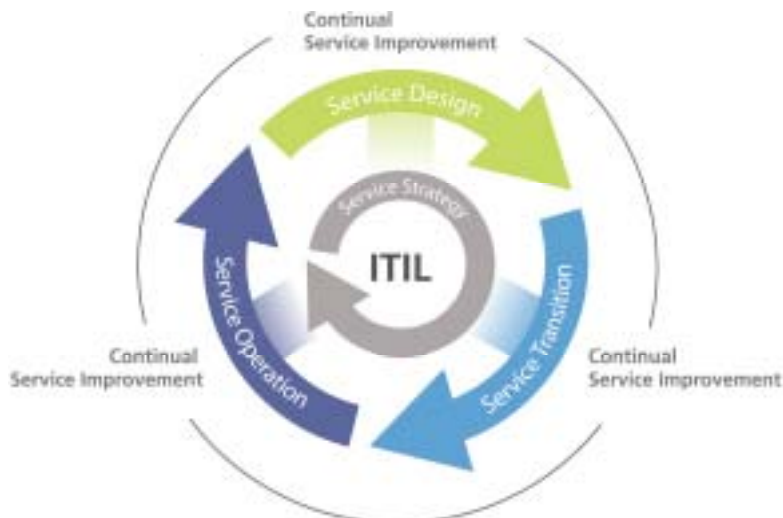 Continual
Service Improvement
Service Design
Service Strategy
ITIL
Service Operation
Service Transition
Continual
Service Improvement
Continual
Service Improvement